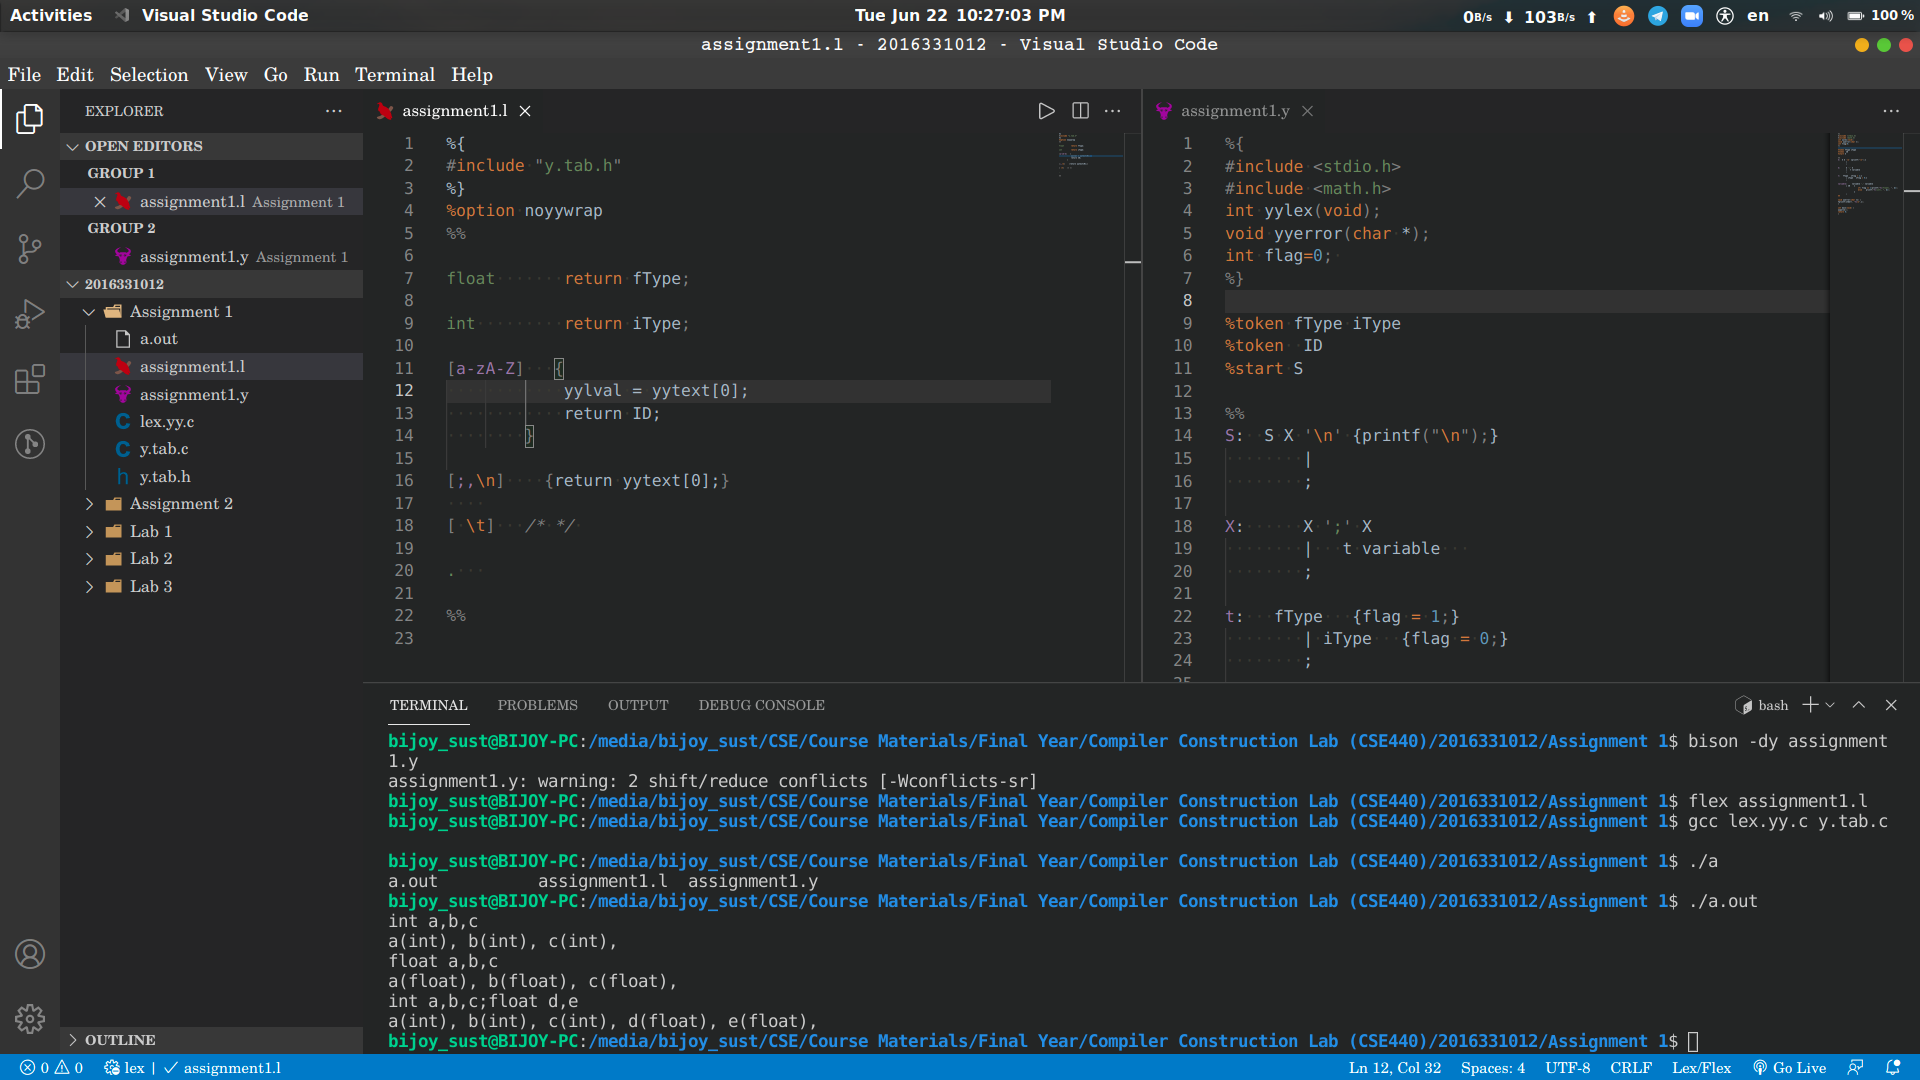 Activities Visual Studio Code Tue Jun 22 10:27:03 PM 0B/s 103B/s en 100 %
assignment1.l - 2016331012 - Visual Studio Code
File Edit Selection View Go Run Terminal Help
EXPLORER
OPEN EDITORS
GROUP 1
assignment1.l Assignment 1
GROUP 2
assignment1.y Assignment 1
2016331012
Assignment 1
a.out
assignment1.l
assignment1.y
C lex.yy.c
C y.tab.c
h y.tab.h
Assignment 2
Lab 1
Lab 2
Lab 3
OUTLINE
assignment1.l
1 %{
2 #include "y.tab.h"
3 %}
4 %option noyywrap
5 %%
6
7 float return fType;
8
9 int return iType;
10
11 [a-zA-Z] {
12 yylval = yytext[0];
13 return ID;
14 }
15
16 [;,\n] {return yytext[0];}
17
18 [ \t] /* */
19
20 .
21
22 %%
23
assignment1.y
1 %{
2 #include <stdio.h>
3 #include <math.h>
4 int yylex(void);
5 void yyerror(char *);
6 int flag=0;
7 %}
8
9 %token fType iType
10 %token ID
11 %start S
12
13 %%
14 S: S X '\n' {printf("\n");}
15 |
16 ;
17
18 X: X ';' X
19 | t variable
20 ;
21
22 t: fType {flag = 1;}
23 | iType {flag = 0;}
24 ;
25
TERMINAL PROBLEMS OUTPUT DEBUG CONSOLE bash
bijoy_sust@BIJOY-PC:/media/bijoy_sust/CSE/Course Materials/Final Year/Compiler Construction Lab (CSE440)/2016331012/Assignment 1$ bison -dy assignment
1.y
assignment1.y: warning: 2 shift/reduce conflicts [-Wconflicts-sr]
bijoy_sust@BIJOY-PC:/media/bijoy_sust/CSE/Course Materials/Final Year/Compiler Construction Lab (CSE440)/2016331012/Assignment 1$ flex assignment1.l
bijoy_sust@BIJOY-PC:/media/bijoy_sust/CSE/Course Materials/Final Year/Compiler Construction Lab (CSE440)/2016331012/Assignment 1$ gcc lex.yy.c y.tab.c
bijoy_sust@BIJOY-PC:/media/bijoy_sust/CSE/Course Materials/Final Year/Compiler Construction Lab (CSE440)/2016331012/Assignment 1$ ./a
a.out assignment1.l assignment1.y
bijoy_sust@BIJOY-PC:/media/bijoy_sust/CSE/Course Materials/Final Year/Compiler Construction Lab (CSE440)/2016331012/Assignment 1$ ./a.out
int a,b,c
a(int), b(int), c(int),
float a,b,c
a(float), b(float), c(float),
int a,b,c;float d,e
a(int), b(int), c(int), d(float), e(float),
bijoy_sust@BIJOY-PC:/media/bijoy_sust/CSE/Course Materials/Final Year/Compiler Construction Lab (CSE440)/2016331012/Assignment 1$
0 0 lex | assignment1.l Ln 12, Col 32 Spaces: 4 UTF-8 CRLF Lex/Flex Go Live